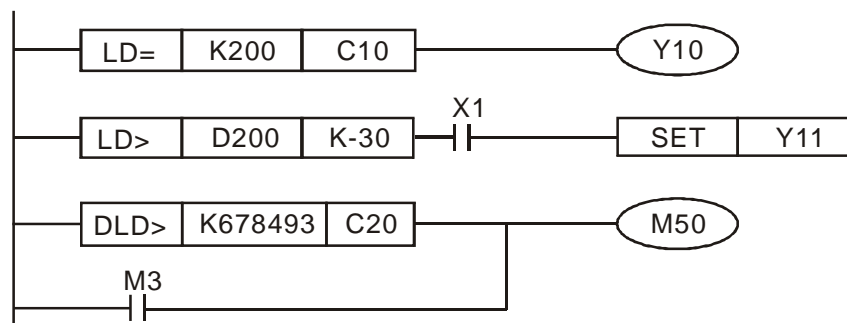 LD= K200 C10 Y10
X1
LD> D200 K-30 SET Y11
DLD> K678493 C20 M50
M3